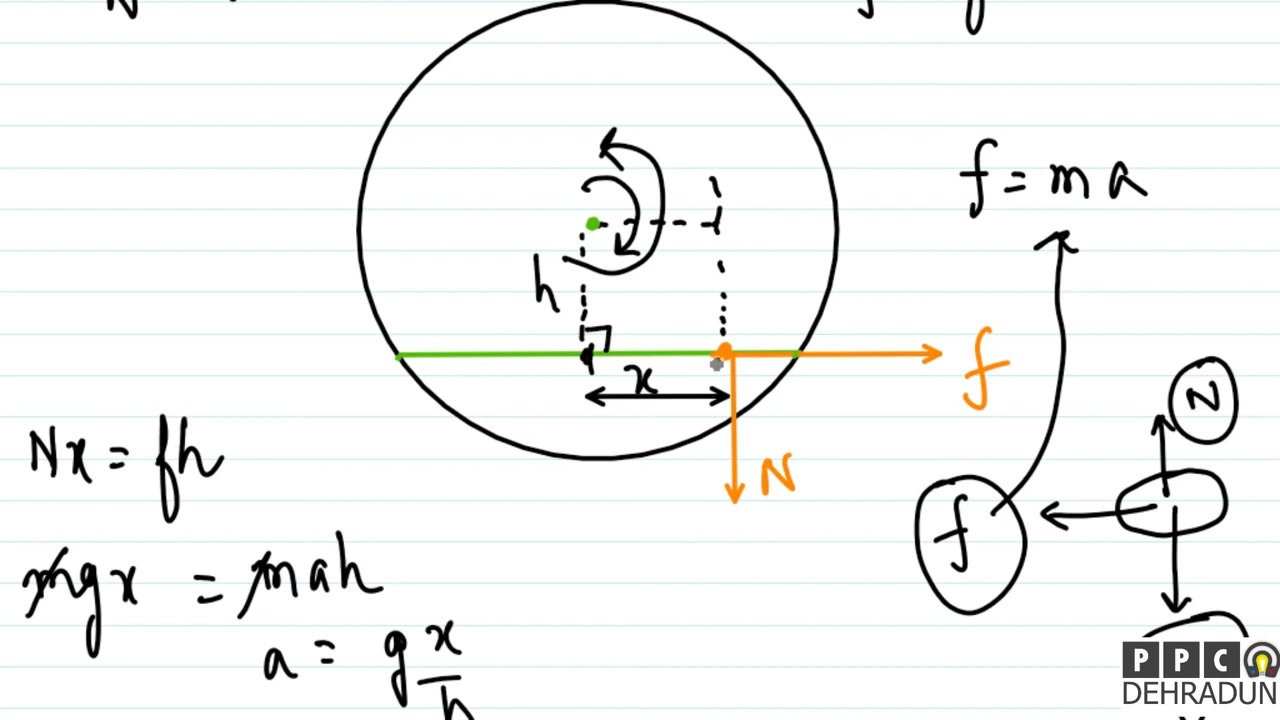 N
f = ma
h
x
f
N
N
Nx = fh
f
mgx = mah
a = g x/h
PPC
DEHRADUN